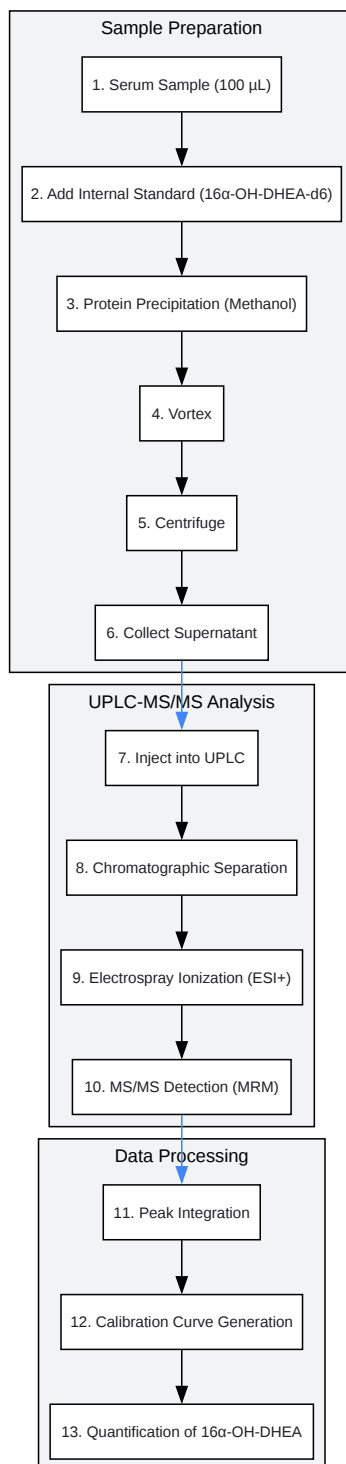 Sample Preparation
1. Serum Sample (100 µL)
2. Add Internal Standard (16α-OH-DHEA-d6)
3. Protein Precipitation (Methanol)
4. Vortex
5. Centrifuge
6. Collect Supernatant
UPLC-MS/MS Analysis
7. Inject into UPLC
8. Chromatographic Separation
9. Electrospray Ionization (ESI+)
10. MS/MS Detection (MRM)
Data Processing
11. Peak Integration
12. Calibration Curve Generation
13. Quantification of 16α-OH-DHEA